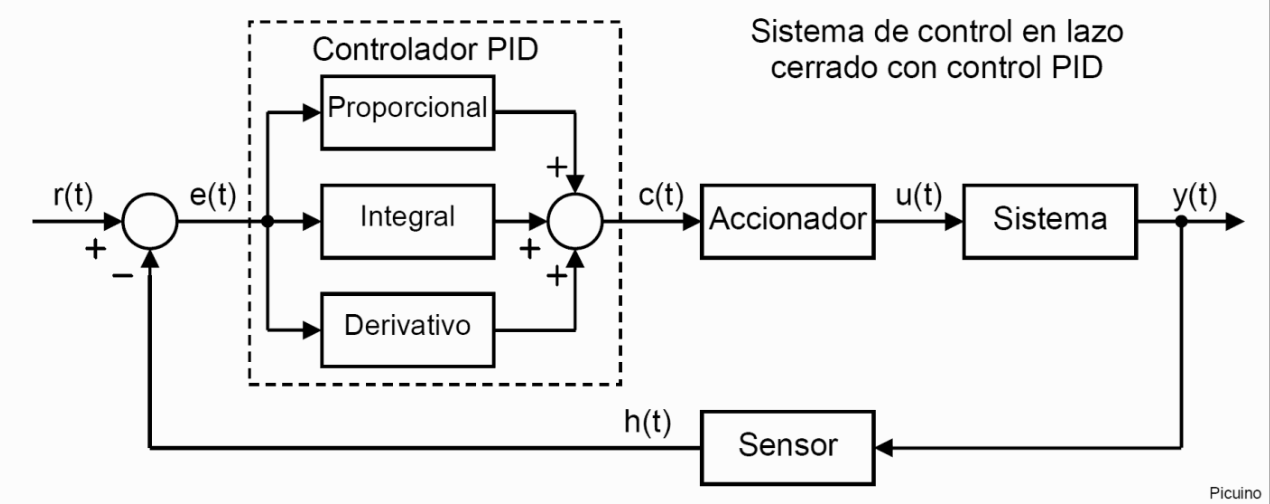 Sistema de control en lazo
cerrado con control PID
Controlador PID
Proporcional
+
r(t)
e(t)
Integral
c(t)
Accionador
u(t)
Sistema
y(t)
+
−
+
+
Derivativo
h(t)
Sensor
Picuino